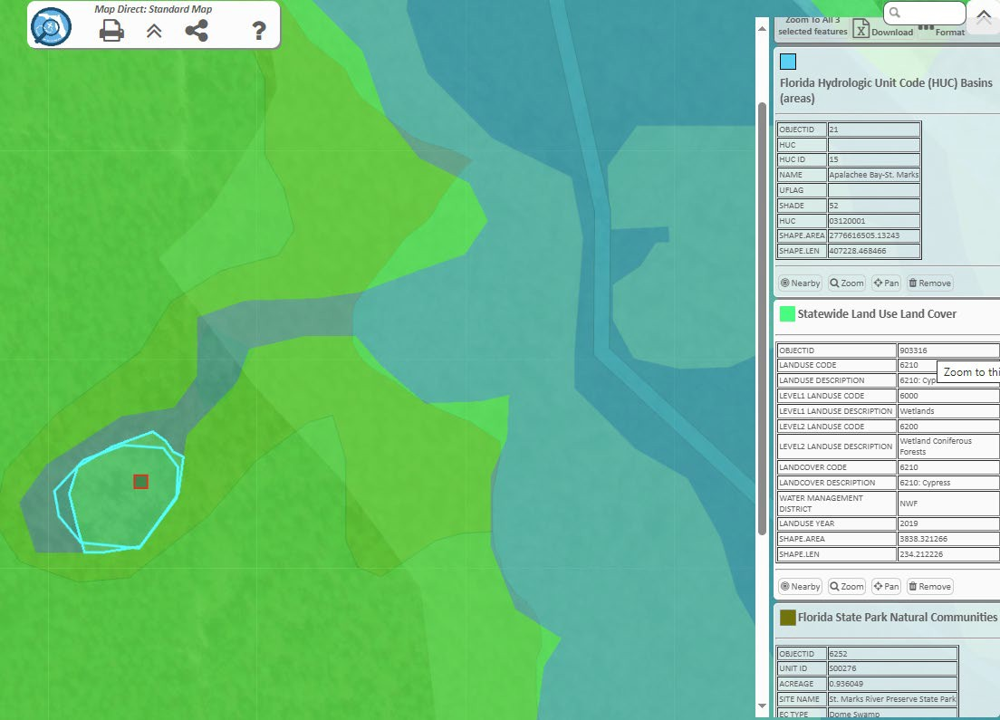 Map Direct: Standard Map
?
Zoom To All 3
selected features
Download
Format
Florida Hydrologic Unit Code (HUC) Basins
(areas)
OBJECTID 21
HUC
HUC ID 15
NAME Apalachee Bay-St. Marks
UFLAG
SHADE 52
HUC 03120001
SHAPE.AREA 2776616505.13243
SHAPE.LEN 407228.468466
Nearby Zoom Pan Remove
Statewide Land Use Land Cover
OBJECTID 903316
LANDUSE CODE 6210
Zoom to thi
LANDUSE DESCRIPTION 6210: Cyp
LEVEL1 LANDUSE CODE 6000
LEVEL1 LANDUSE DESCRIPTION Wetlands
LEVEL2 LANDUSE CODE 6200
LEVEL2 LANDUSE DESCRIPTION Wetland Coniferous
Forests
LANDCOVER CODE 6210
LANDCOVER DESCRIPTION 6210: Cypress
WATER MANAGEMENT
DISTRICT NWF
LANDUSE YEAR 2019
SHAPE.AREA 3838.321266
SHAPE.LEN 234.212226
Nearby Zoom Pan Remove
Florida State Park Natural Communities
OBJECTID 6252
UNIT ID S00276
ACREAGE 0.936049
SITE NAME St. Marks River Preserve State Park
EC TYPE Dome Swamp